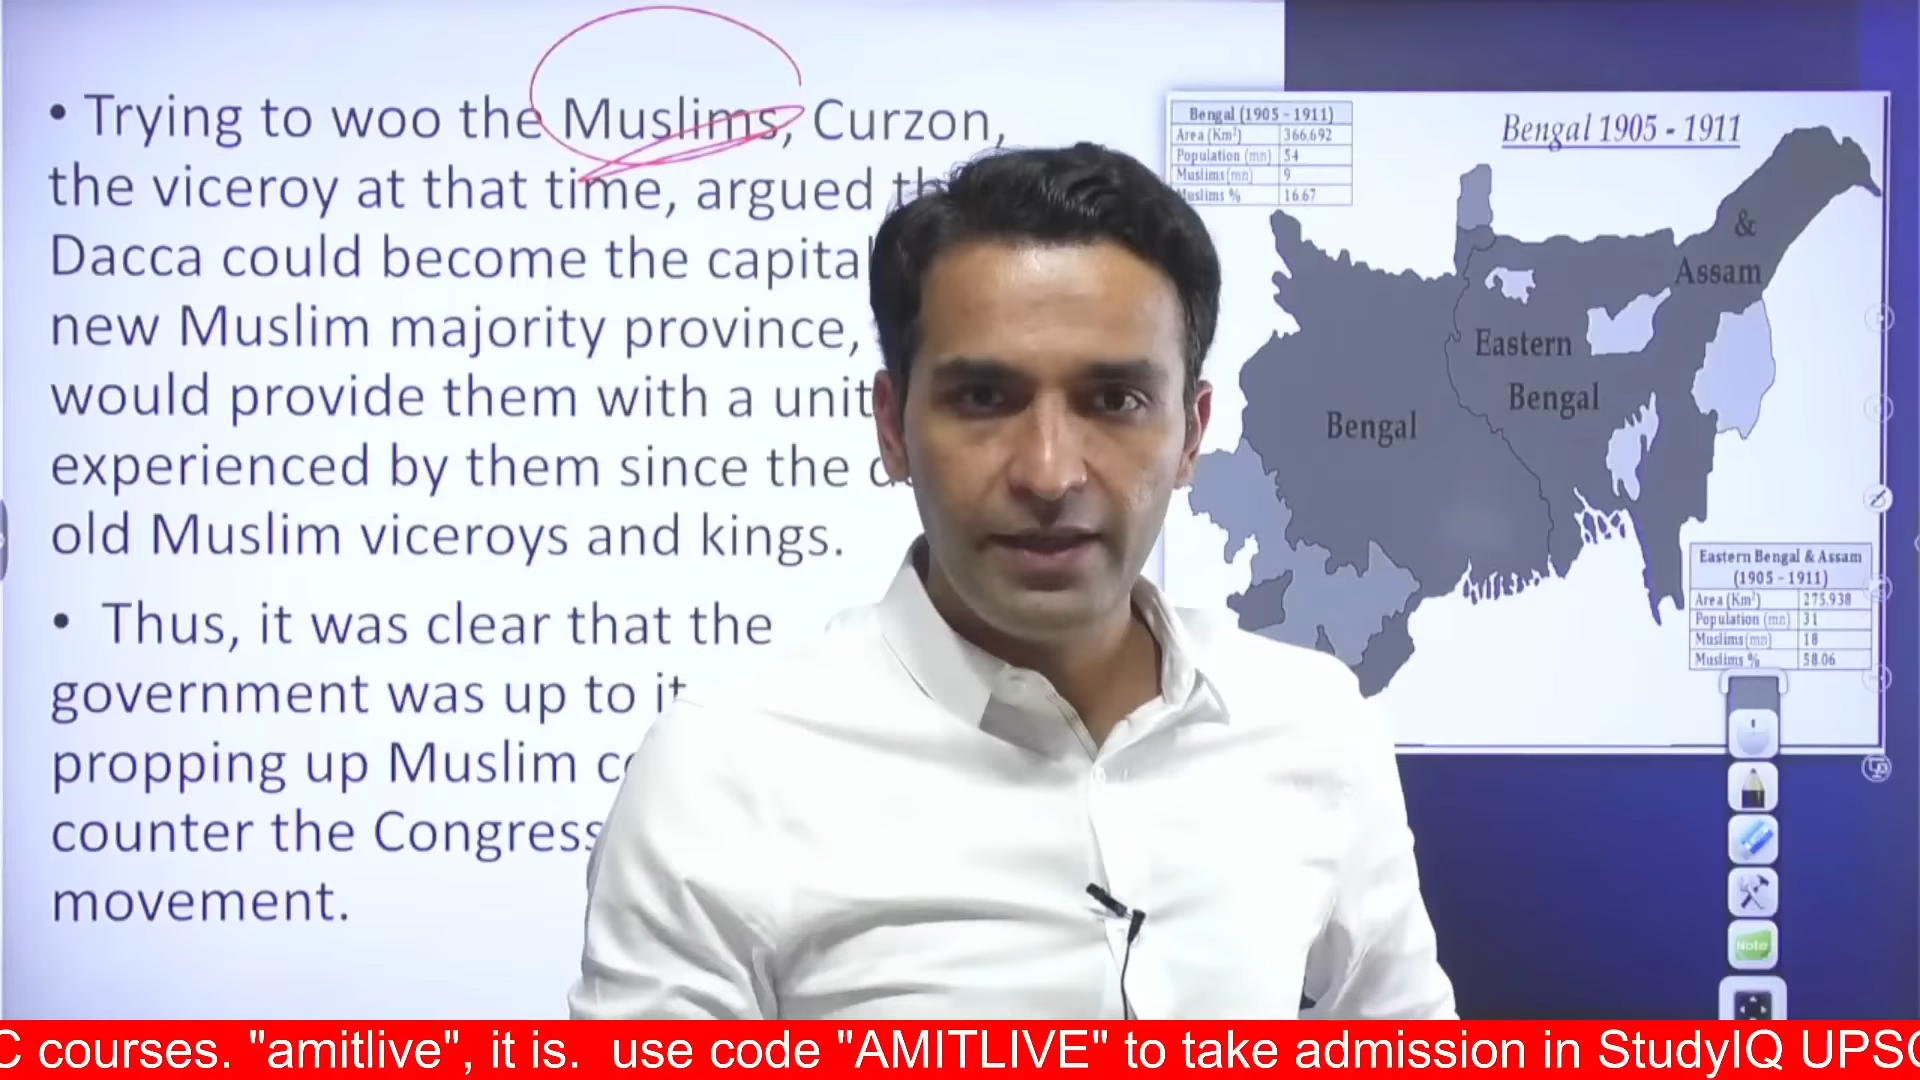 • Trying to woo the Muslims, Curzon,
the viceroy at that time, argued
Dacca could become the capital
new Muslim majority province,
would provide them with a
experienced by them since the
old Muslim viceroys and kings.
• Thus, it was clear that the
government was up to
propping up Muslim
counter the Congress
movement.
Bengal (1905 - 1911)
Area (Km²) 366,692
Population (mn) 54
Muslims(mn) 9
Muslims % 16.67
Bengal 1905 - 1911
&
Assam
Eastern
Bengal
Bengal
Eastern Bengal & Assam
(1905 - 1911)
Area (Km²) 275,938
Population (mn) 31
Muslims(mn) 18
Muslims % 58.06
Note
C courses. "amitlive", it is. use code "AMITLIVE" to take admission in StudyIQ UPSC